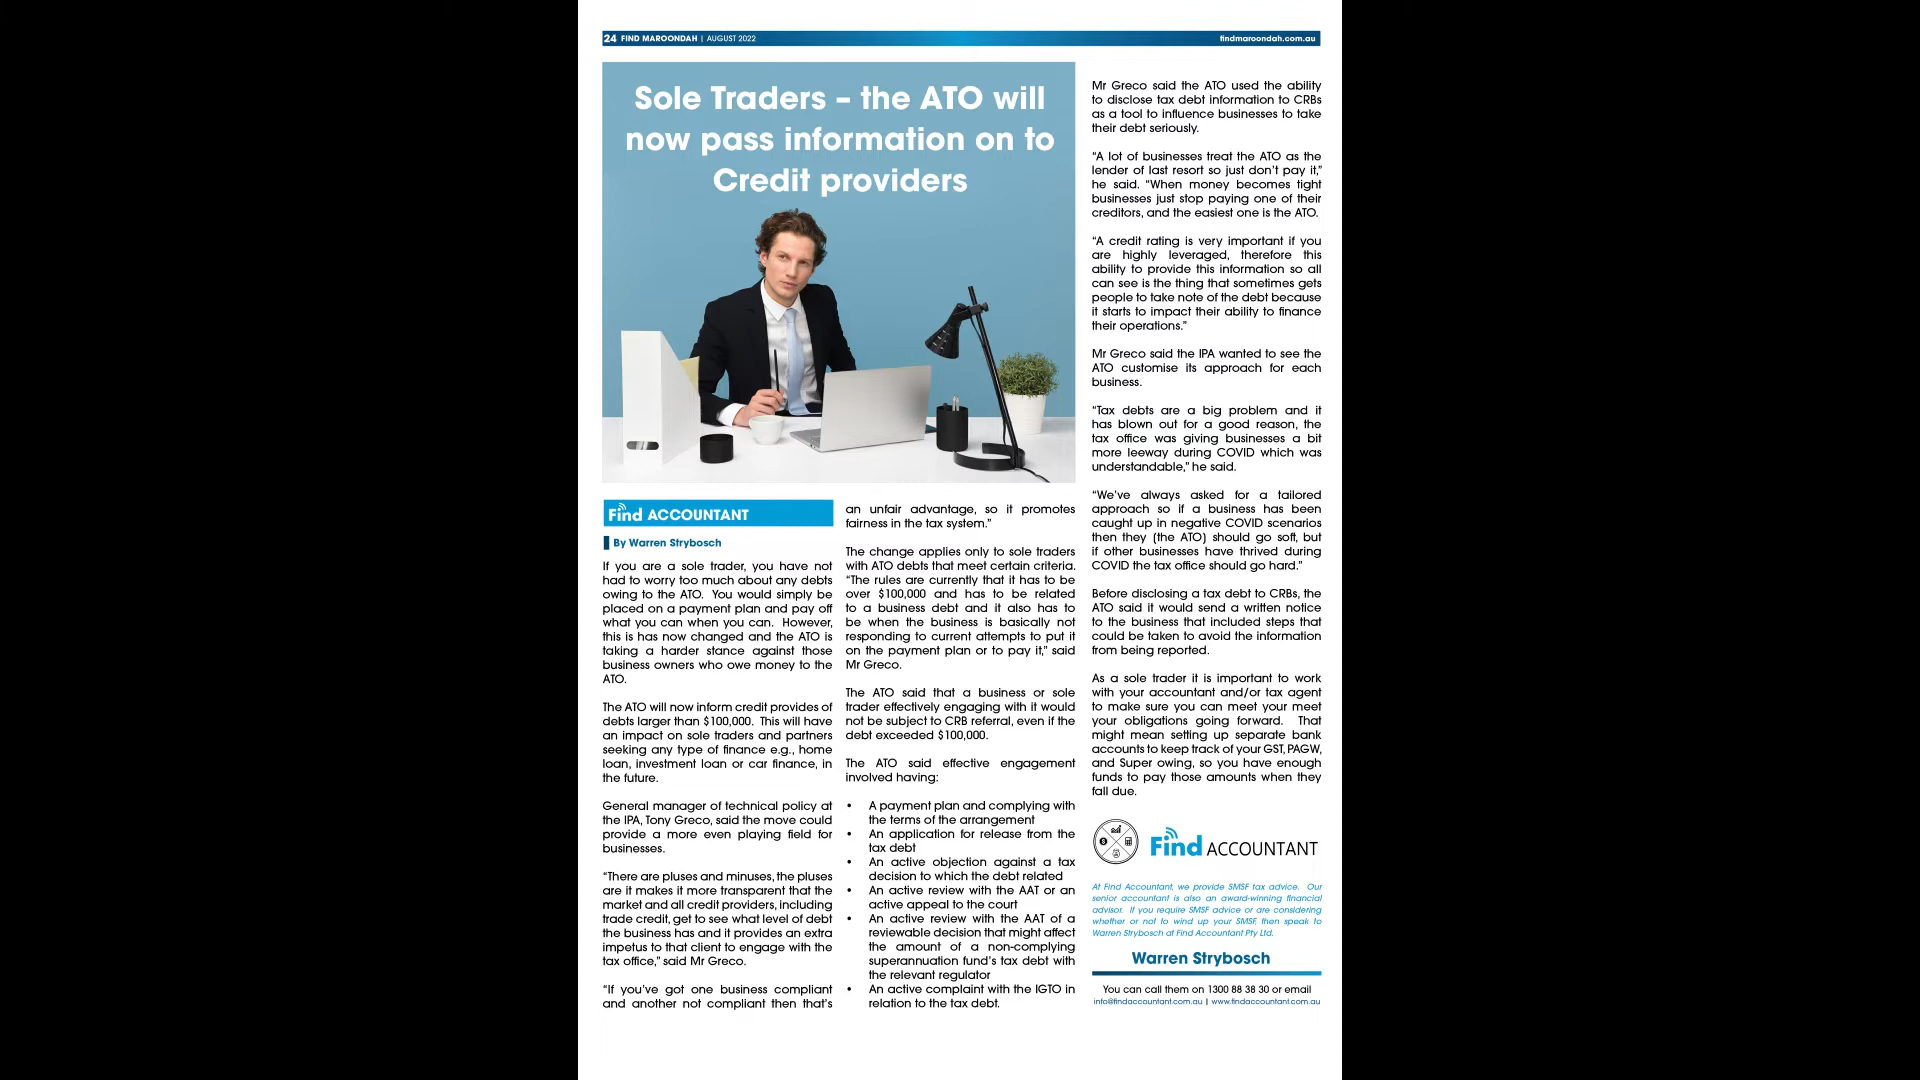 24 FIND MAROONDAH | AUGUST 2022
findmaroondah.com.au
Sole Traders – the ATO will
now pass information on to
Credit providers
Find ACCOUNTANT
By Warren Strybosch
If you are a sole trader, you have not
had to worry too much about any debts
owing to the ATO. You would simply be
placed on a payment plan and pay off
what you can when you can. However,
this is has now changed and the ATO is
taking a harder stance against those
business owners who owe money to the
ATO.
The ATO will now inform credit provides of
debts larger than $100,000. This will have
an impact on sole traders and partners
seeking any type of finance e.g., home
loan, investment loan or car finance, in
the future.
General manager of technical policy at
the IPA, Tony Greco, said the move could
provide a more even playing field for
businesses.
“There are pluses and minuses, the pluses
are it makes it more transparent that the
market and all credit providers, including
trade credit, get to see what level of debt
the business has and it provides an extra
impetus to that client to engage with the
tax office,” said Mr Greco.
“If you’ve got one business compliant
and another not compliant then that’s
an unfair advantage, so it promotes
fairness in the tax system.”
The change applies only to sole traders
with ATO debts that meet certain criteria.
“The rules are currently that it has to be
over $100,000 and has to be related
to a business debt and it also has to
be when the business is basically not
responding to current attempts to put it
on the payment plan or to pay it,” said
Mr Greco.
The ATO said that a business or sole
trader effectively engaging with it would
not be subject to CRB referral, even if the
debt exceeded $100,000.
The ATO said effective engagement
involved having:
• A payment plan and complying with
the terms of the arrangement
• An application for release from the
tax debt
• An active objection against a tax
decision to which the debt related
• An active review with the AAT or an
active appeal to the court
• An active review with the AAT of a
reviewable decision that might affect
the amount of a non-complying
superannuation fund’s tax debt with
the relevant regulator
• An active complaint with the IGTO in
relation to the tax debt.
Mr Greco said the ATO used the ability
to disclose tax debt information to CRBs
as a tool to influence businesses to take
their debt seriously.
“A lot of businesses treat the ATO as the
lender of last resort so just don’t pay it,”
he said. “When money becomes tight
businesses just stop paying one of their
creditors, and the easiest one is the ATO.
“A credit rating is very important if you
are highly leveraged, therefore this
ability to provide this information so all
can see is the thing that sometimes gets
people to take note of the debt because
it starts to impact their ability to finance
their operations.”
Mr Greco said the IPA wanted to see the
ATO customise its approach for each
business.
“Tax debts are a big problem and it
has blown out for a good reason, the
tax office was giving businesses a bit
more leeway during COVID which was
understandable,” he said.
“We’ve always asked for a tailored
approach so if a business has been
caught up in negative COVID scenarios
then they (the ATO) should go soft, but
if other businesses have thrived during
COVID the tax office should go hard.”
Before disclosing a tax debt to CRBs, the
ATO said it would send a written notice
to the business that included steps that
could be taken to avoid the information
from being reported.
As a sole trader it is important to work
with your accountant and/or tax agent
to make sure you can meet your meet
your obligations going forward. That
might mean setting up separate bank
accounts to keep track of your GST, PAGW,
and Super owing, so you have enough
funds to pay those amounts when they
fall due.
Find ACCOUNTANT
At Find Accountant, we provide SMSF tax advice. Our
senior accountant is also an award-winning financial
advisor. If you require SMSF advice or are considering
whether or not to wind up your SMSF, then speak to
Warren Strybosch at Find Accountant Pty Ltd.
Warren Strybosch
You can call them on 1300 88 38 30 or email
info@findaccountant.com.au | www.findaccountant.com.au